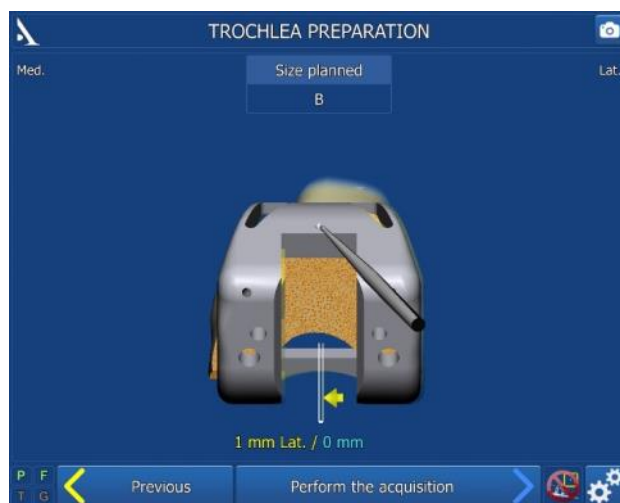 TROCHLEA PREPARATION
Med.
Size planned
Lat.
B
1 mm Lat. / 0 mm
P F
T G
Previous
Perform the acquisition